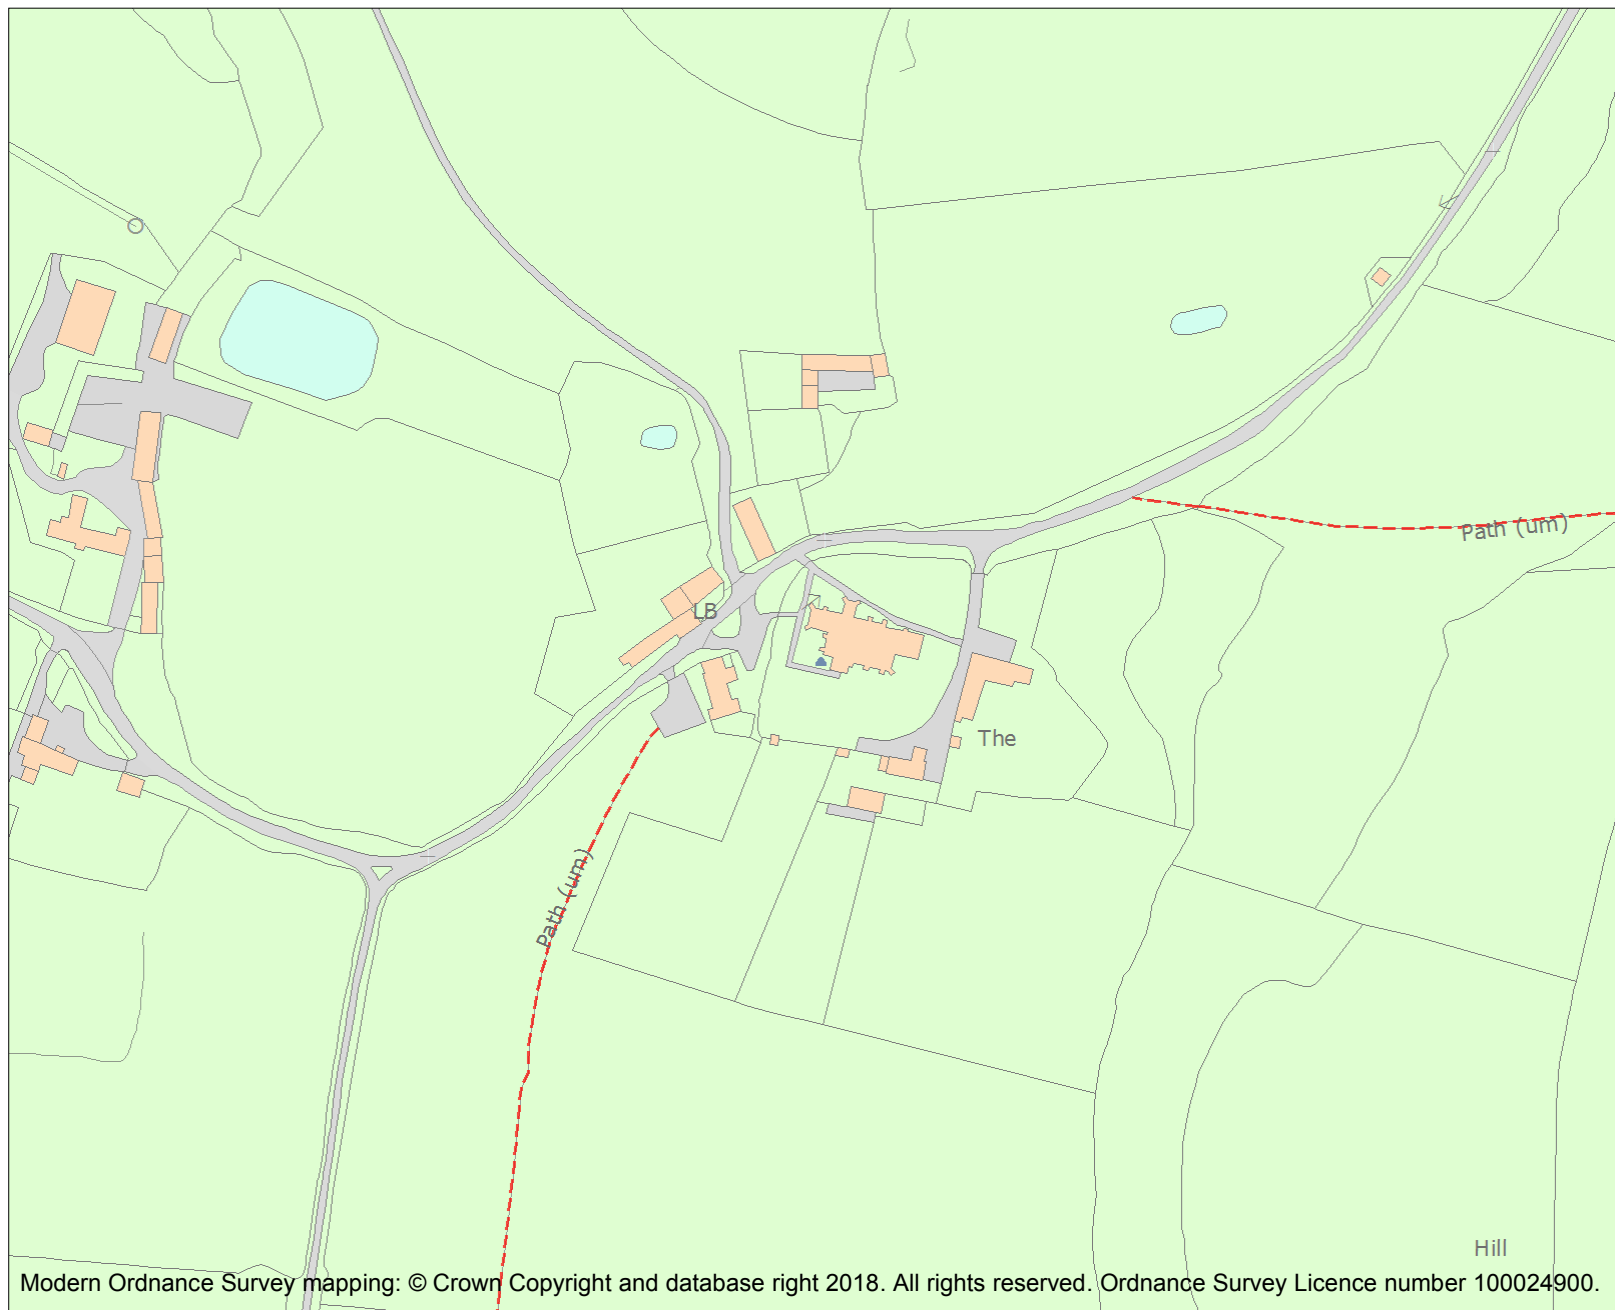 Path (um)
LB
The
Path (um)
Hill
Modern Ordnance Survey mapping: © Crown Copyright and database right 2018. All rights reserved. Ordnance Survey Licence number 100024900.